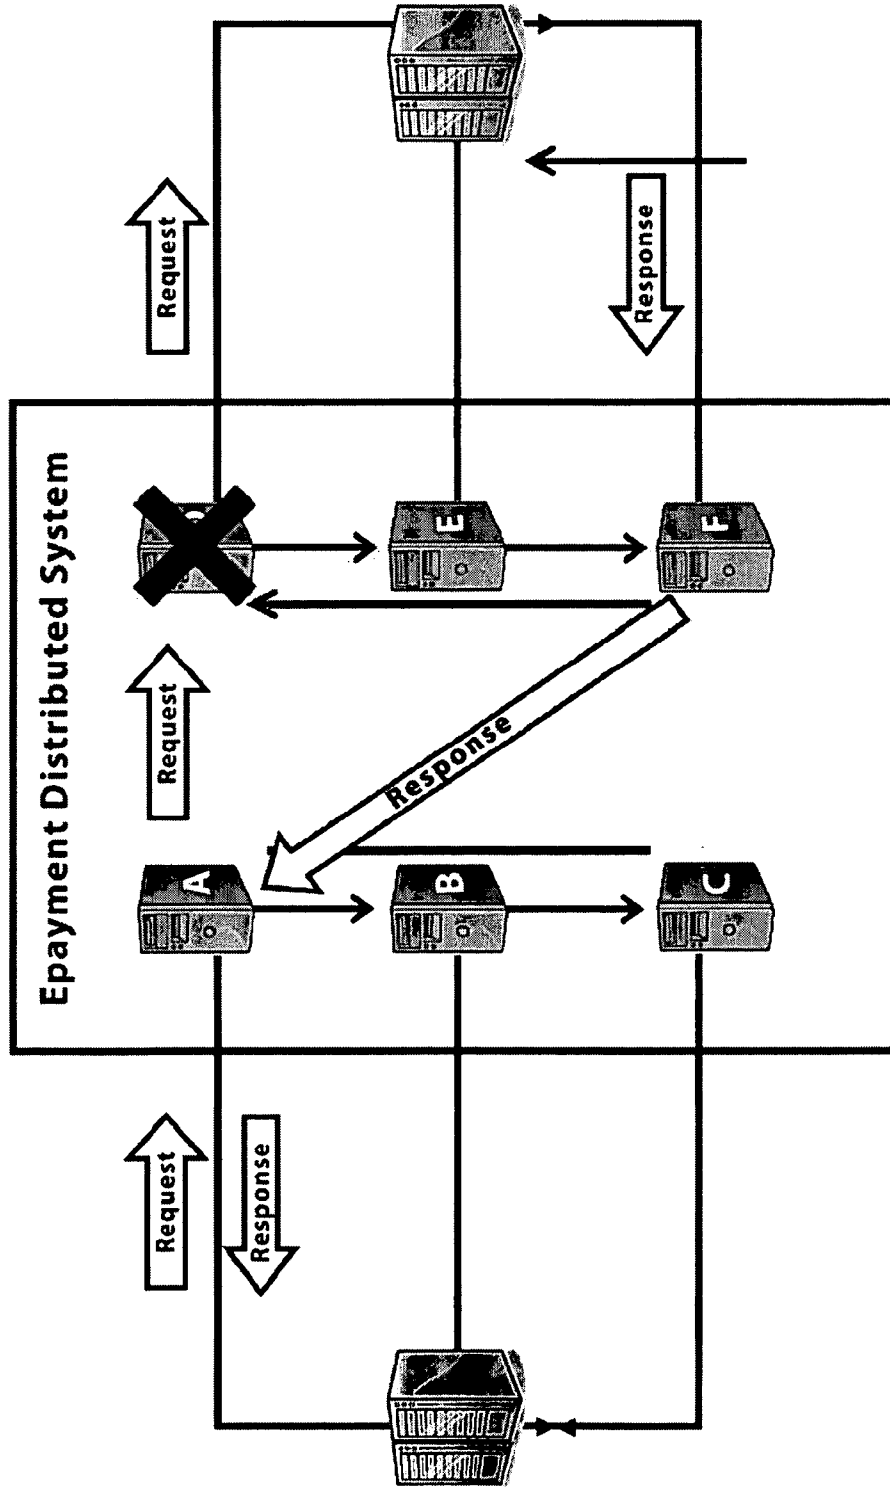 Epayment Distributed System
Request
Request
Request
A
Response
Response
B
E
Response
C
F